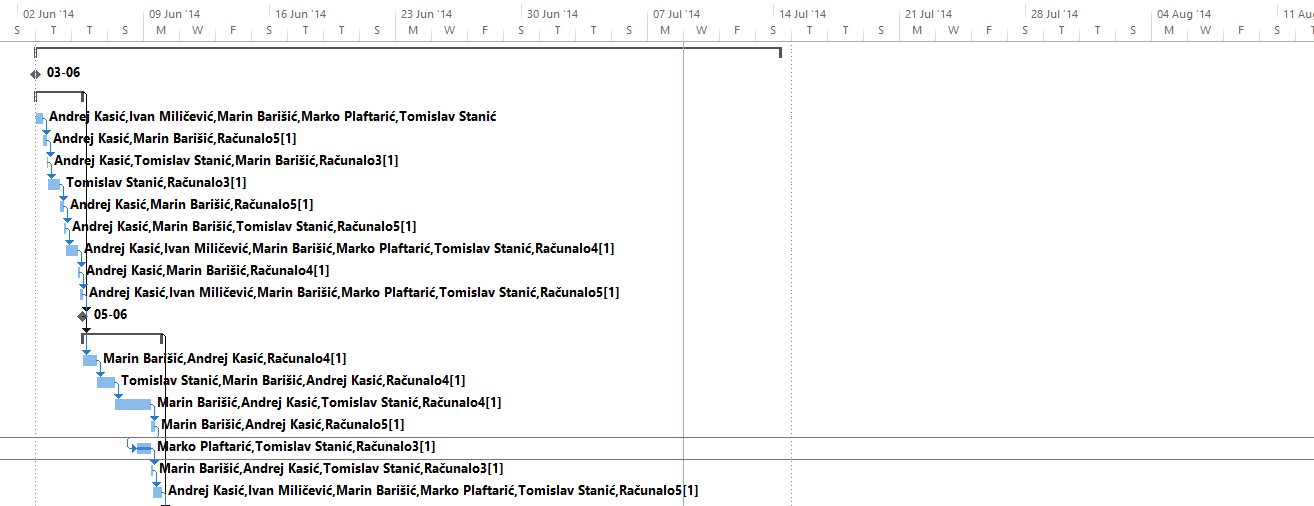 02 Jun '14 09 Jun '14 16 Jun '14 23 Jun '14 30 Jun '14 07 Jul '14 14 Jul '14 21 Jul '14 28 Jul '14 04 Aug '14 11 Aug
S T T S M W F S T T S M W F S T T S M W F S T T S M W F S T T S M W F S T
03-06
Andrej Kasić,Ivan Miličević,Marin Barišić,Marko Plaftarić,Tomislav Stanić
Andrej Kasić,Marin Barišić,Računalo5[1]
Andrej Kasić,Tomislav Stanić,Marin Barišić,Računalo3[1]
Tomislav Stanić,Računalo3[1]
Andrej Kasić,Marin Barišić,Računalo5[1]
Andrej Kasić,Marin Barišić,Tomislav Stanić,Računalo5[1]
Andrej Kasić,Ivan Miličević,Marin Barišić,Marko Plaftarić,Tomislav Stanić,Računalo4[1]
Andrej Kasić,Marin Barišić,Računalo4[1]
Andrej Kasić,Ivan Miličević,Marin Barišić,Marko Plaftarić,Tomislav Stanić,Računalo5[1]
05-06
Marin Barišić,Andrej Kasić,Računalo4[1]
Tomislav Stanić,Marin Barišić,Andrej Kasić,Računalo4[1]
Marin Barišić,Andrej Kasić,Tomislav Stanić,Računalo4[1]
Marin Barišić,Andrej Kasić,Računalo5[1]
Marko Plaftarić,Tomislav Stanić,Računalo3[1]
Marin Barišić,Andrej Kasić,Tomislav Stanić,Računalo3[1]
Andrej Kasić,Ivan Miličević,Marin Barišić,Marko Plaftarić,Tomislav Stanić,Računalo5[1]